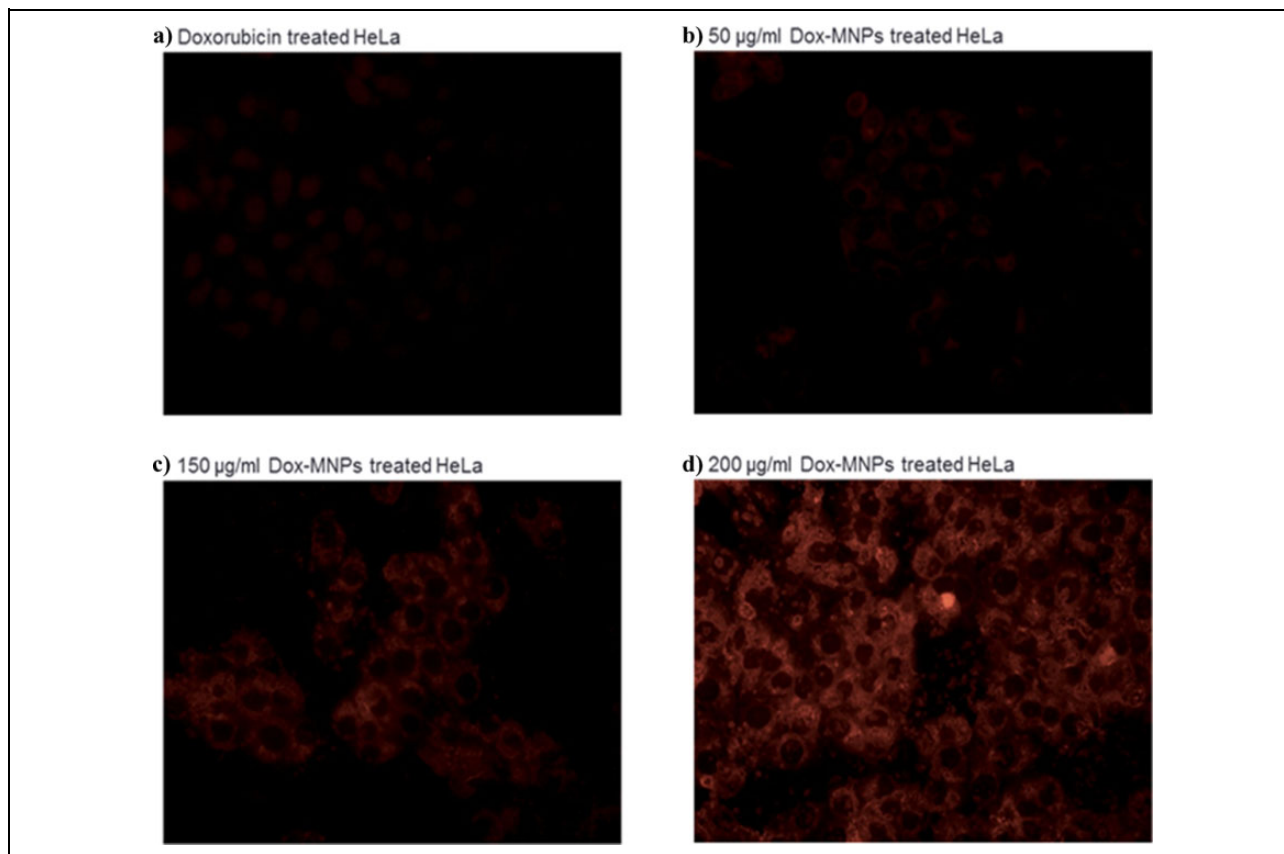 a) Doxorubicin treated HeLa
b) 50 µg/ml Dox-MNPs treated HeLa
c) 150 µg/ml Dox-MNPs treated HeLa
d) 200 µg/ml Dox-MNPs treated HeLa